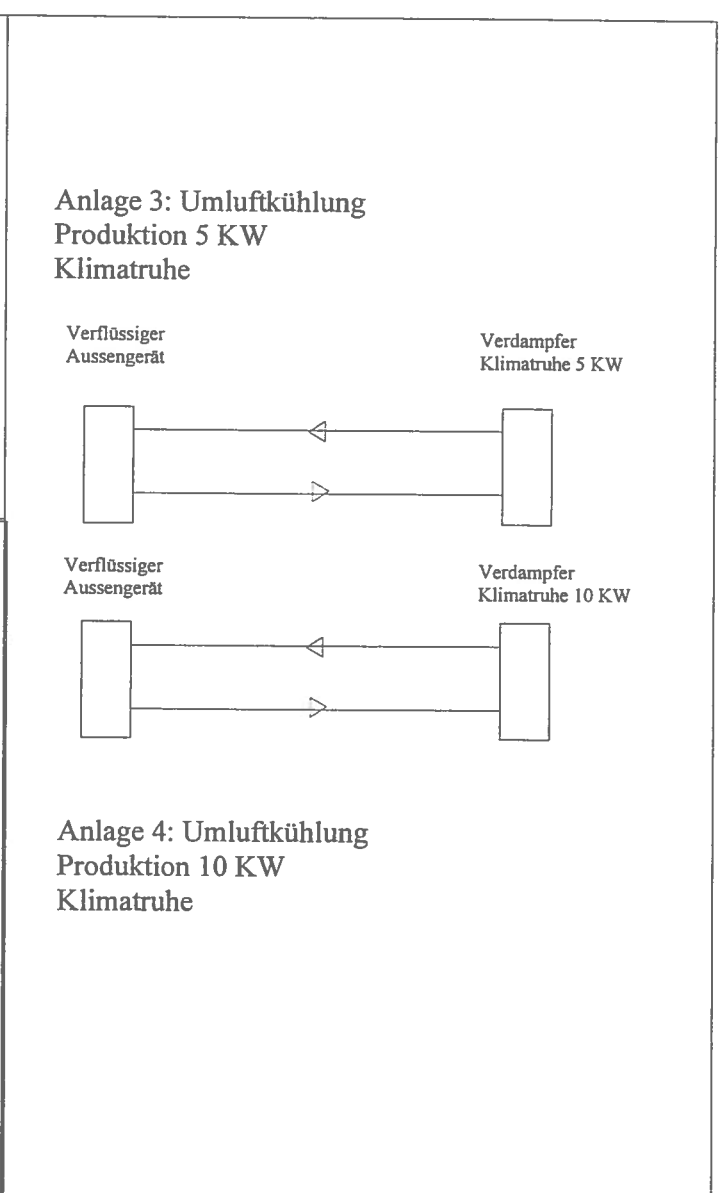 Anlage 3: Umluftkühlung
Produktion 5 KW
Klimatruhe
Verflüssiger
Aussengerät
Verdampfer
Klimatruhe 5 KW
Verflüssiger
Aussengerät
Verdampfer
Klimatruhe 10 KW
Anlage 4: Umluftkühlung
Produktion 10 KW
Klimatruhe